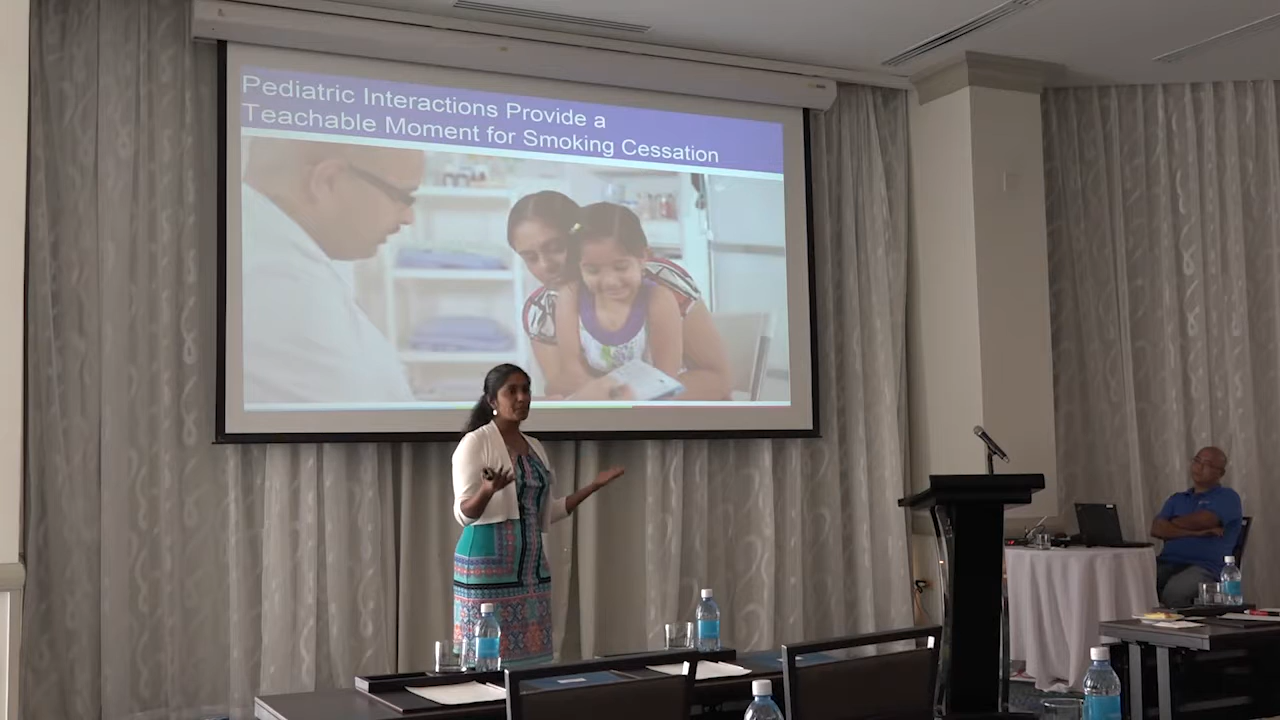 Pediatric Interactions Provide a
Teachable Moment for Smoking Cessation